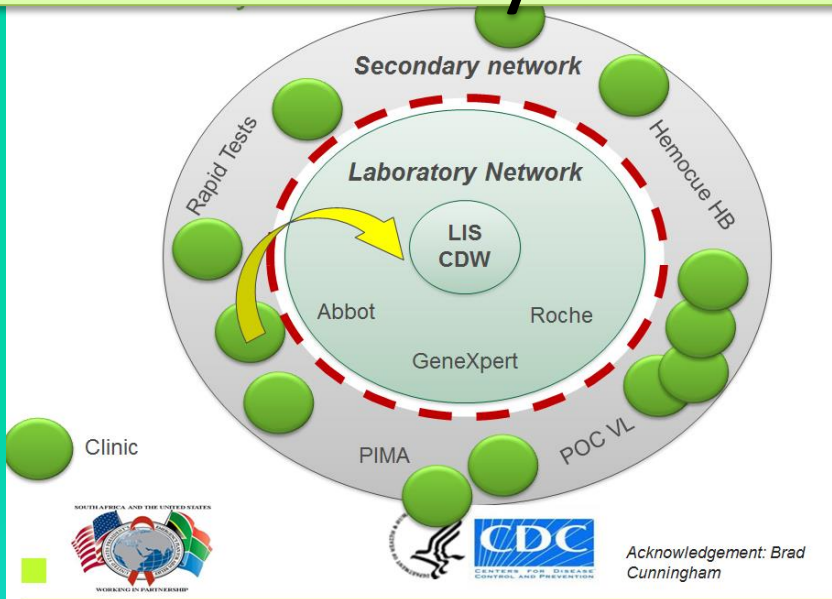 Secondary network
Rapid Tests
Hemocue HB
Laboratory Network
LIS
CDW
Abbot
Roche
GeneXpert
PIMA
POC VL
Clinic
SOUTH AFRICA AND THE UNITED STATES
WORKING IN PARTNERSHIP
CDC
CENTERS FOR DISEASE
CONTROL AND PREVENTION
Acknowledgement: Brad
Cunningham